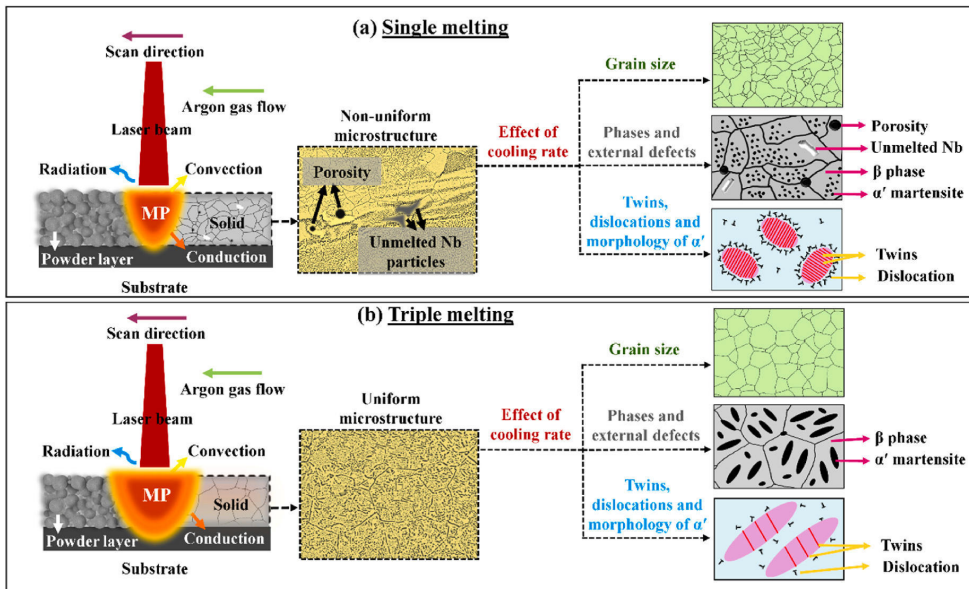 (a) Single melting
Scan direction
Argon gas flow
Laser beam
Radiation
Convection
MP
Solid
Powder layer
Conduction
Substrate
Non-uniform
microstructure
Porosity
Unmelted Nb
particles
Effect of
cooling rate
Grain size
Phases and
external defects
Twins,
dislocations and
morphology of α′
Porosity
Unmelted Nb
β phase
α′ martensite
Twins
Dislocation
(b) Triple melting
Scan direction
Argon gas flow
Laser beam
Radiation
Convection
MP
Solid
Powder layer
Conduction
Substrate
Uniform
microstructure
Effect of
cooling rate
Grain size
Phases and
external defects
Twins,
dislocations and
morphology of α′
β phase
α′ martensite
Twins
Dislocation